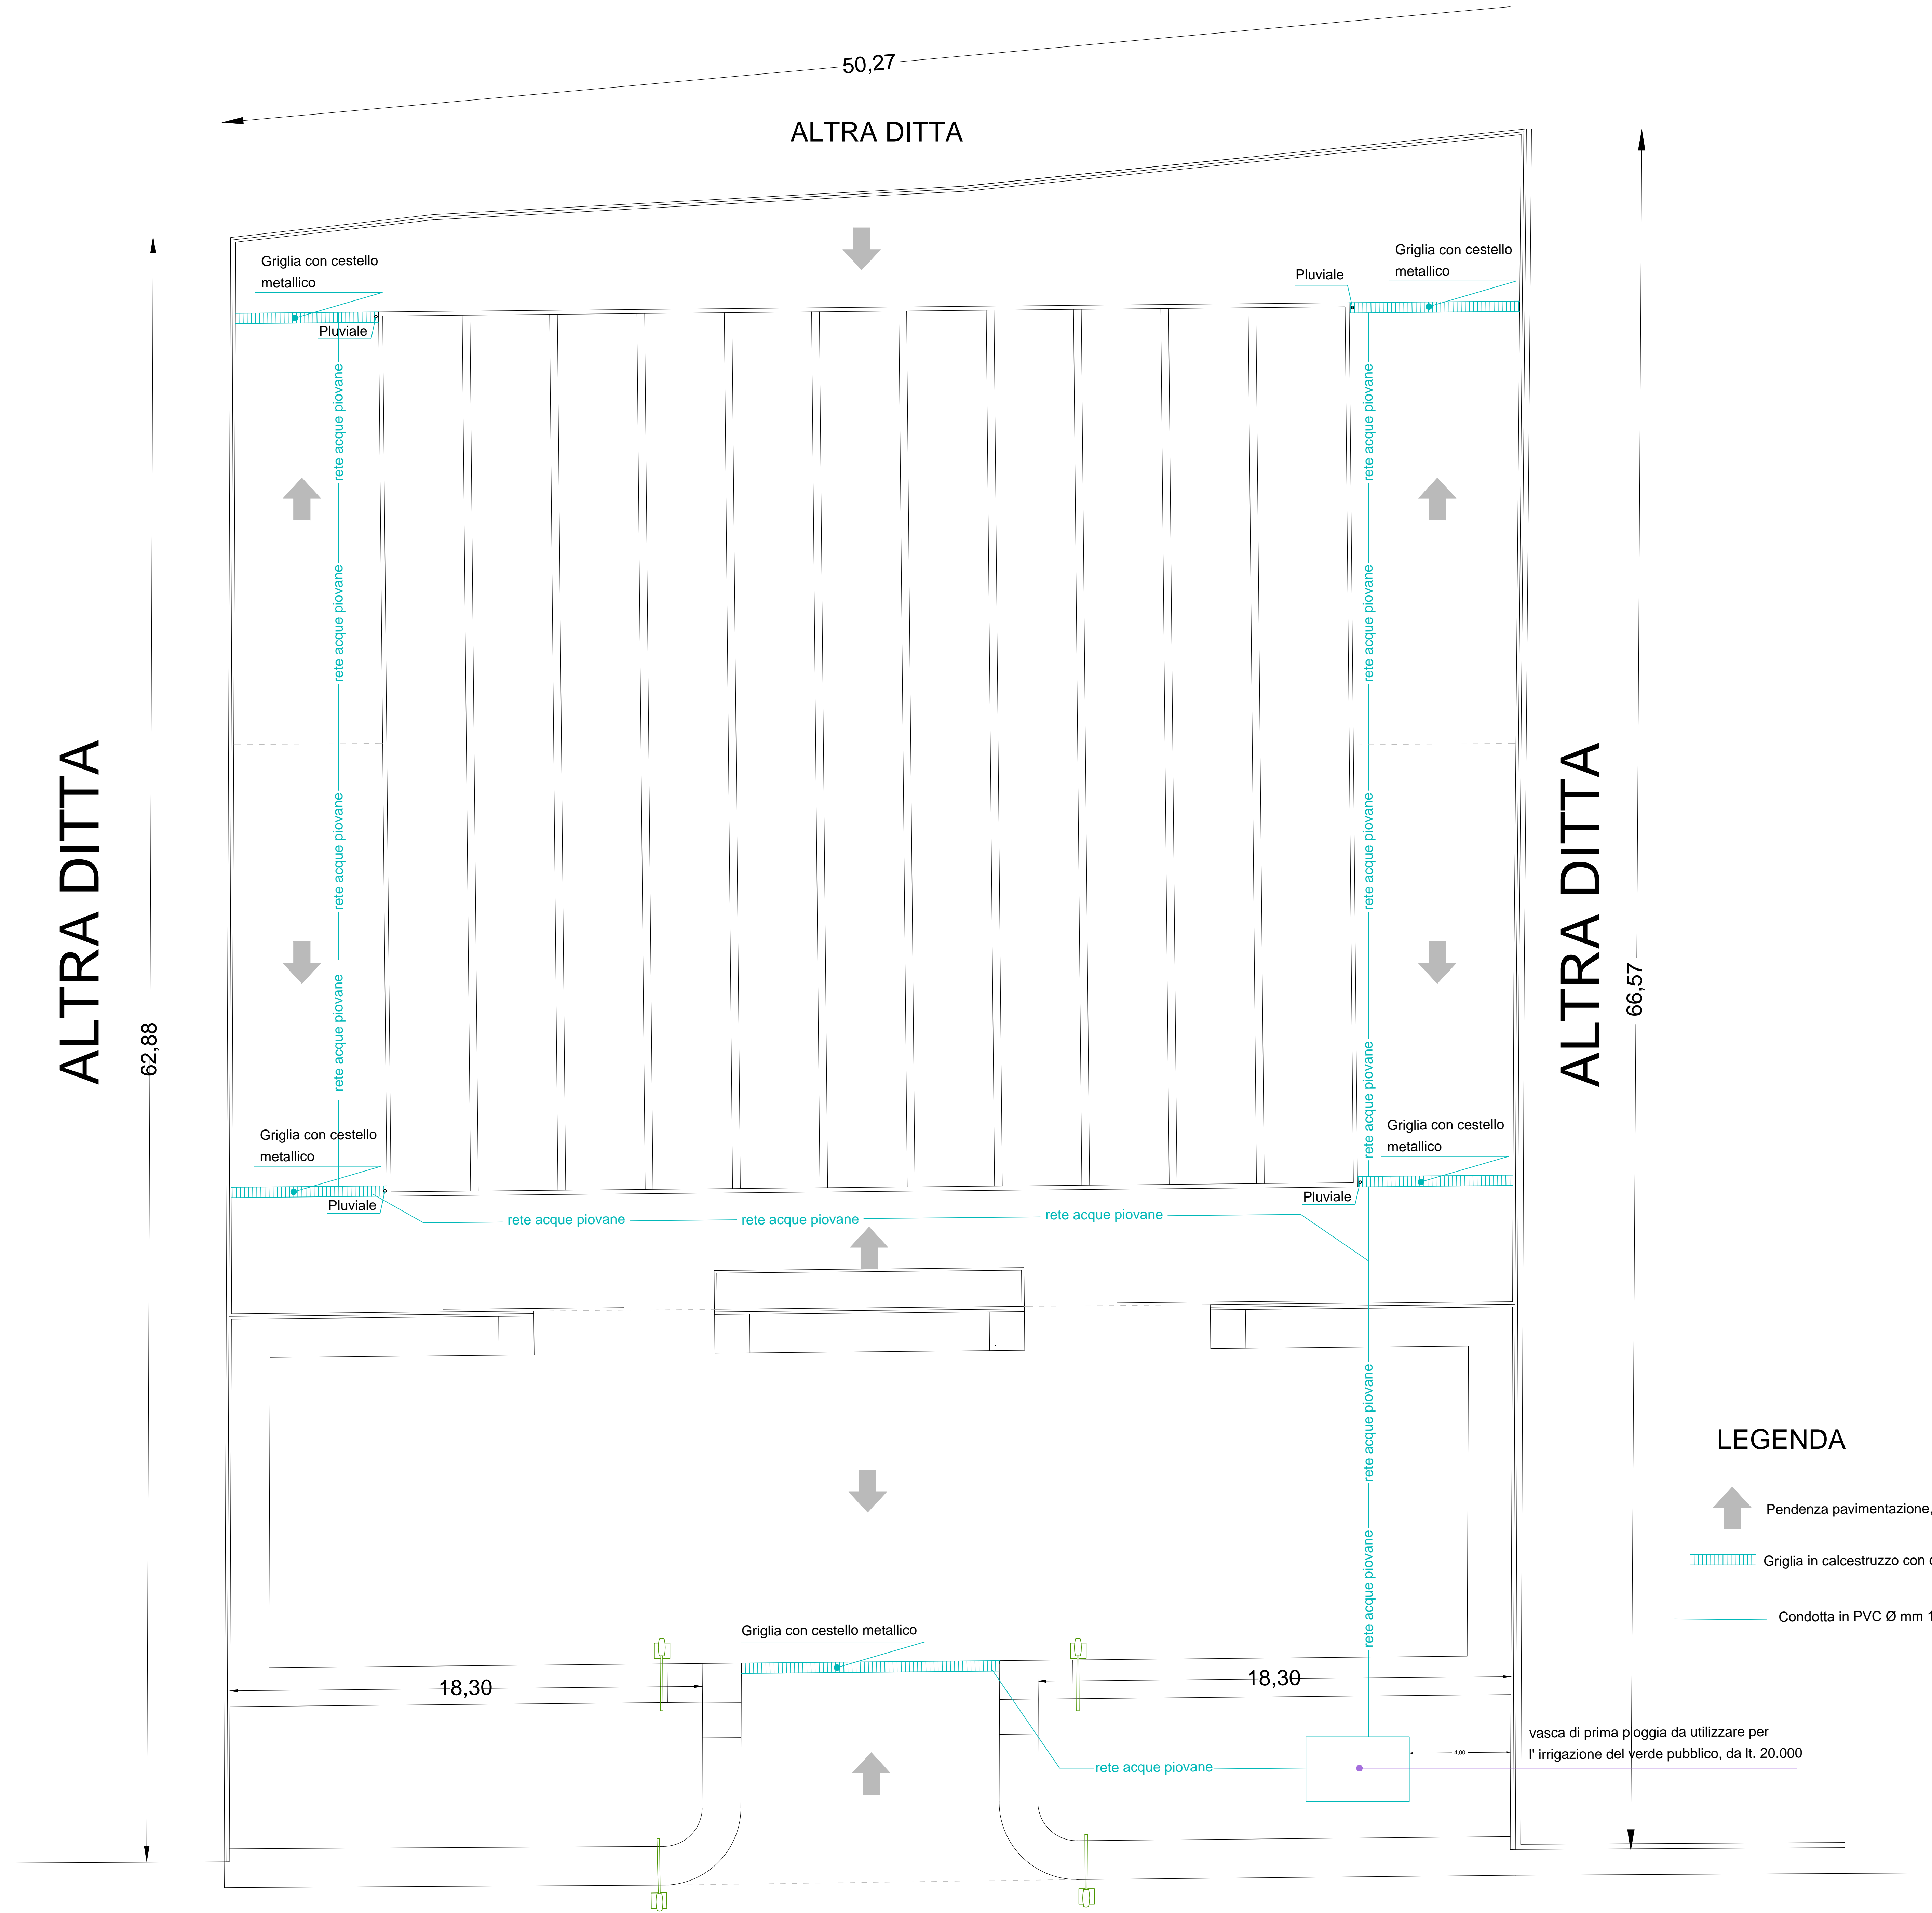 50,27
ALTRA DITTA
Griglia con cestello
metallico
Pluviale
Pluviale
Griglia con cestello
metallico
rete acque piovane
rete acque piovane
rete acque piovane
rete acque piovane
rete acque piovane
rete acque piovane
rete acque piovane
rete acque piovane
ALTRA DITTA
62,88
ALTRA DITTA
66,57
Griglia con cestello
metallico
Pluviale
Griglia con cestello
metallico
Pluviale
rete acque piovane
rete acque piovane
rete acque piovane
rete acque piovane
rete acque piovane
LEGENDA
Pendenza pavimentazione,
Griglia in calcestruzzo con
Condotta in PVC Ø mm 1
Griglia con cestello metallico
18,30
18,30
rete acque piovane
4,00
vasca di prima pioggia da utilizzare per
l' irrigazione del verde pubblico, da lt. 20.000